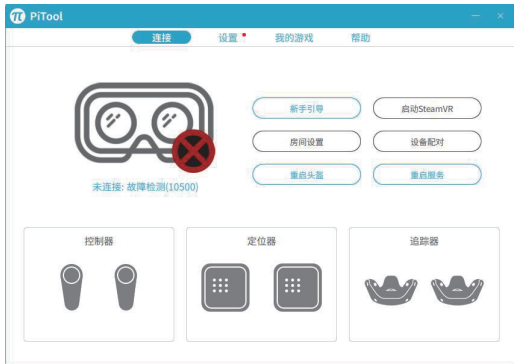 PiTool
连接 设置 我的游戏 帮助
新手引导 启动SteamVR
房间设置 设备配对
重启头盔 重启服务
未连接: 故障检测(10500)
控制器 定位器 追踪器